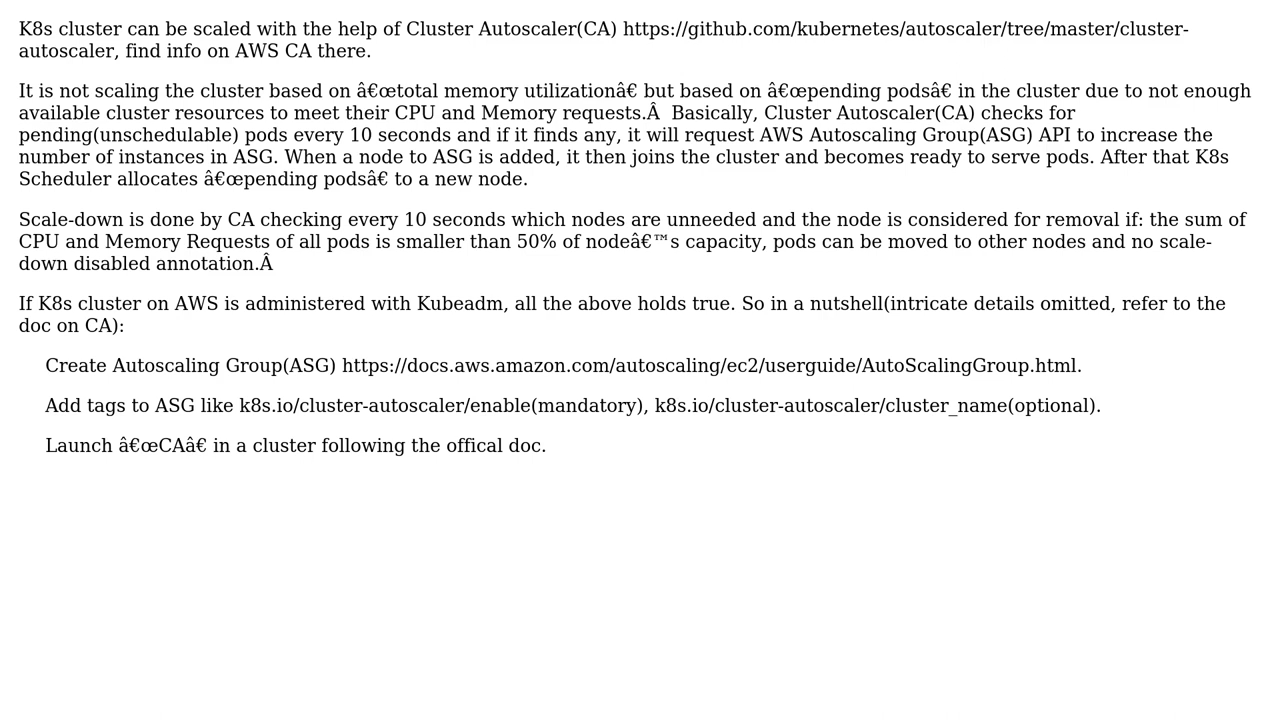 K8s cluster can be scaled with the help of Cluster Autoscaler(CA) https://github.com/kubernetes/autoscaler/tree/master/cluster-
autoscaler, find info on AWS CA there.
It is not scaling the cluster based on â€œtotal memory utilizationâ€ but based on â€œpending podsâ€ in the cluster due to not enough
available cluster resources to meet their CPU and Memory requests.Â  Basically, Cluster Autoscaler(CA) checks for
pending(unschedulable) pods every 10 seconds and if it finds any, it will request AWS Autoscaling Group(ASG) API to increase the
number of instances in ASG. When a node to ASG is added, it then joins the cluster and becomes ready to serve pods. After that K8s
Scheduler allocates â€œpending podsâ€ to a new node.
Scale-down is done by CA checking every 10 seconds which nodes are unneeded and the node is considered for removal if: the sum of
CPU and Memory Requests of all pods is smaller than 50% of nodeâ€™s capacity, pods can be moved to other nodes and no scale-
down disabled annotation.Â
If K8s cluster on AWS is administered with Kubeadm, all the above holds true. So in a nutshell(intricate details omitted, refer to the
doc on CA):
Create Autoscaling Group(ASG) https://docs.aws.amazon.com/autoscaling/ec2/userguide/AutoScalingGroup.html.
Add tags to ASG like k8s.io/cluster-autoscaler/enable(mandatory), k8s.io/cluster-autoscaler/cluster_name(optional).
Launch â€œCAâ€ in a cluster following the offical doc.